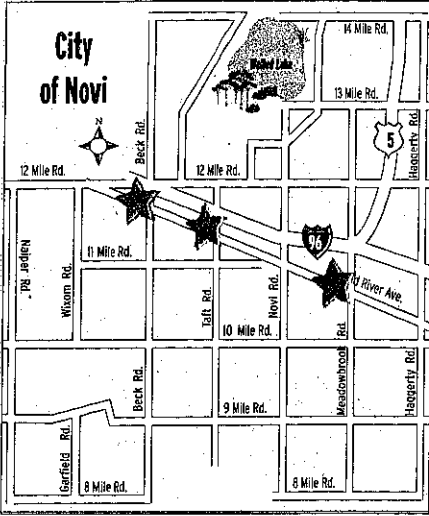 City
of Novi
N
14 Mile Rd.
Walled Lake
13 Mile Rd.
5
Haggerty Rd.
Beck Rd.
12 Mile Rd.
12 Mile Rd.
96
11 Mile Rd.
Napier Rd.
Wixom Rd.
Taft Rd.
Novi Rd.
River Ave.
10 Mile Rd.
Meadowbrook Rd.
Beck Rd.
Haggerty Rd.
9 Mile Rd.
Garfield Rd.
8 Mile Rd.
8 Mile Rd.